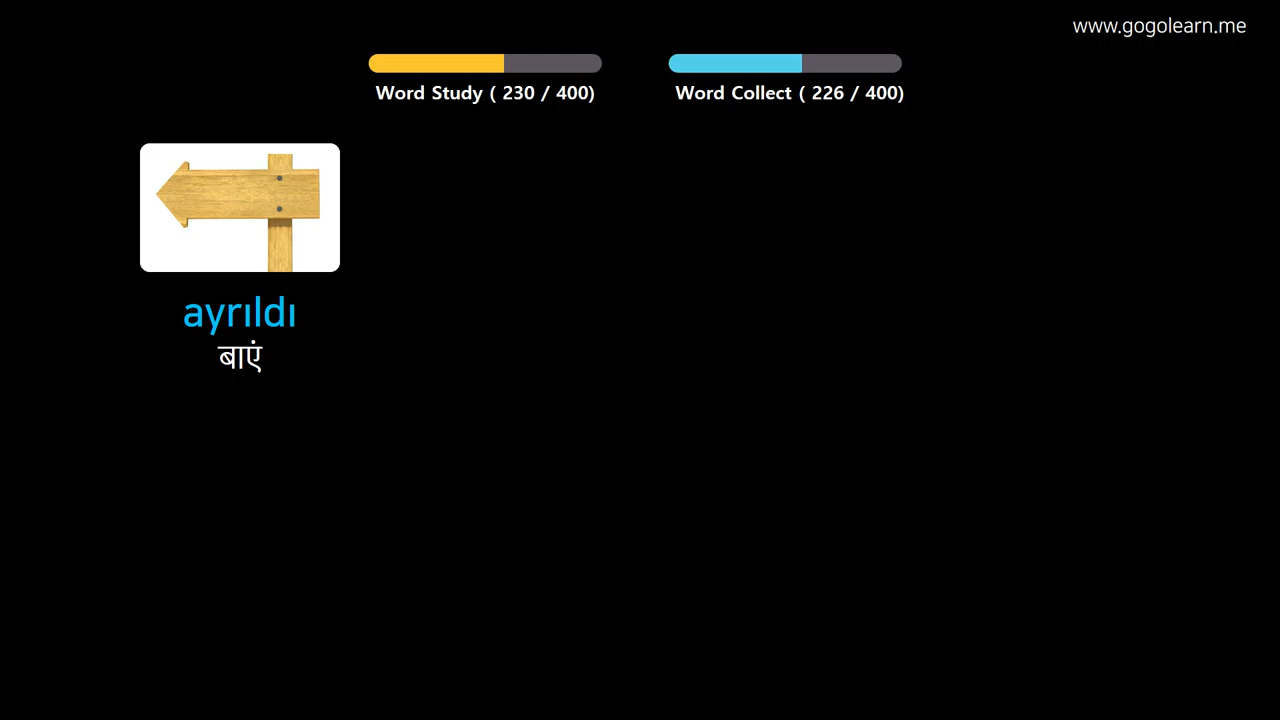 www.gogolearn.me
Word Study ( 230 / 400)
Word Collect ( 226 / 400)
ayrıldı
बाएं